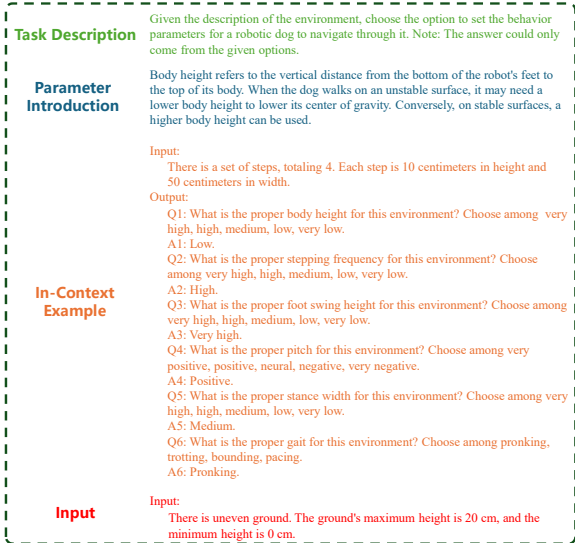 Task Description
Given the description of the environment, choose the option to set the behavior
parameters for a robotic dog to navigate through it. Note: The answer could only
come from the given options.
Parameter
Introduction
Body height refers to the vertical distance from the bottom of the robot's feet to
the top of its body. When the dog walks on an unstable surface, it may need a
lower body height to lower its center of gravity. Conversely, on stable surfaces, a
higher body height can be used.
In-Context
Example
Input:
There is a set of steps, totaling 4. Each step is 10 centimeters in height and
50 centimeters in width.
Output:
Q1: What is the proper body height for this environment? Choose among very
high, high, medium, low, very low.
A1: Low.
Q2: What is the proper stepping frequency for this environment? Choose
among very high, high, medium, low, very low.
A2: High.
Q3: What is the proper foot swing height for this environment? Choose among
very high, high, medium, low, very low.
A3: Very high.
Q4: What is the proper pitch for this environment? Choose among very
positive, positive, neural, negative, very negative.
A4: Positive.
Q5: What is the proper stance width for this environment? Choose among very
high, high, medium, low, very low.
A5: Medium.
Q6: What is the proper gait for this environment? Choose among pronking,
trotting, bounding, pacing.
A6: Pronking.
Input
Input:
There is uneven ground. The ground's maximum height is 20 cm, and the
minimum height is 0 cm.